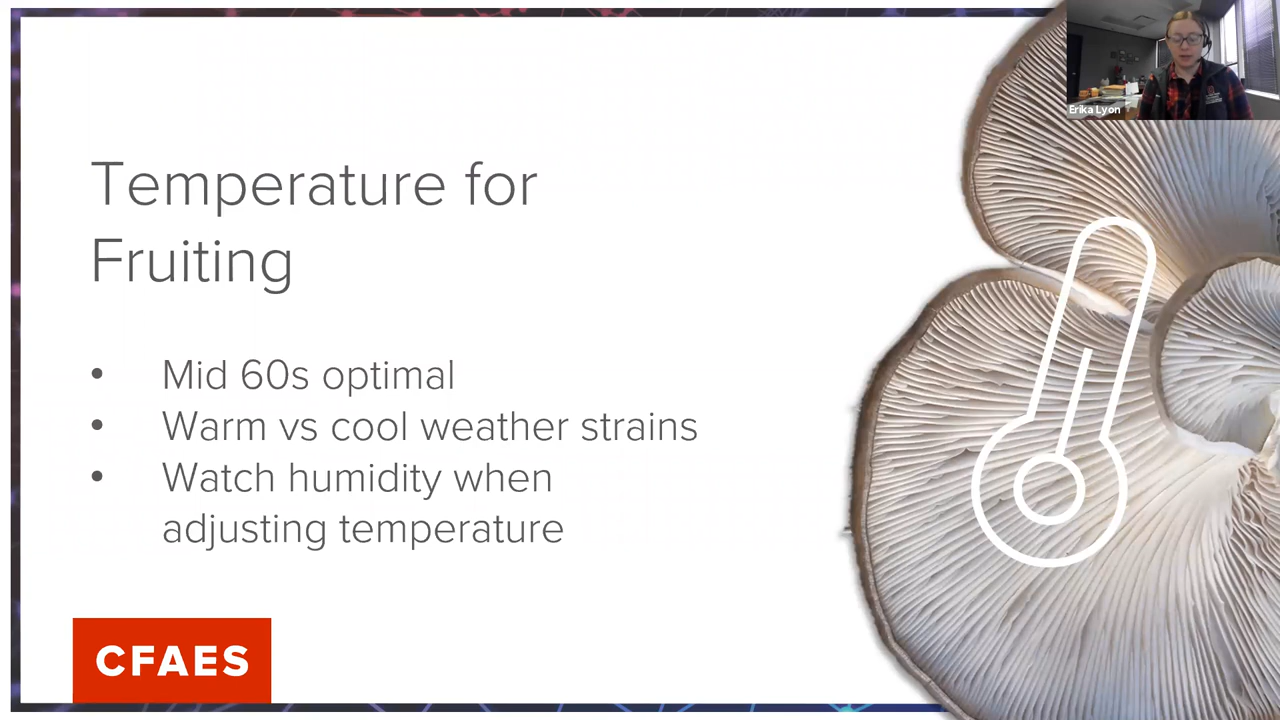 Erika Lyon
Temperature for
Fruiting
• Mid 60s optimal
• Warm vs cool weather strains
• Watch humidity when
adjusting temperature
CFAES